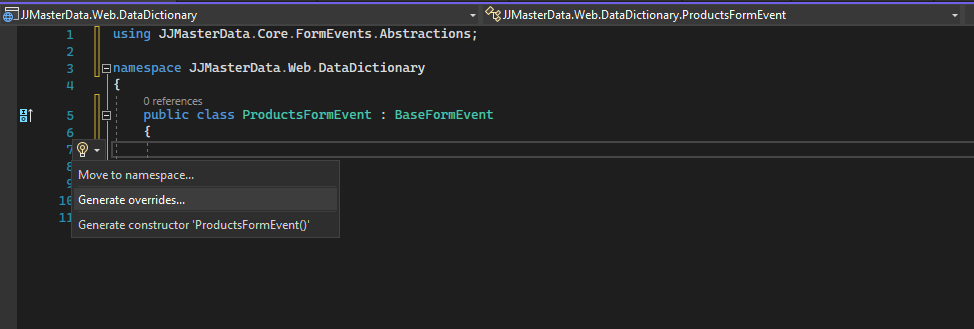 JJMasterData.Web.DataDictionary
JJMasterData.Web.DataDictionary.ProductsFormEvent
1 using JJMasterData.Core.FormEvents.Abstractions;
2
3 namespace JJMasterData.Web.DataDictionary
4 {
0 references
5 public class ProductsFormEvent : BaseFormEvent
6 {
7
8
Move to namespace...
9
Generate overrides...
10
Generate constructor 'ProductsFormEvent()'
11